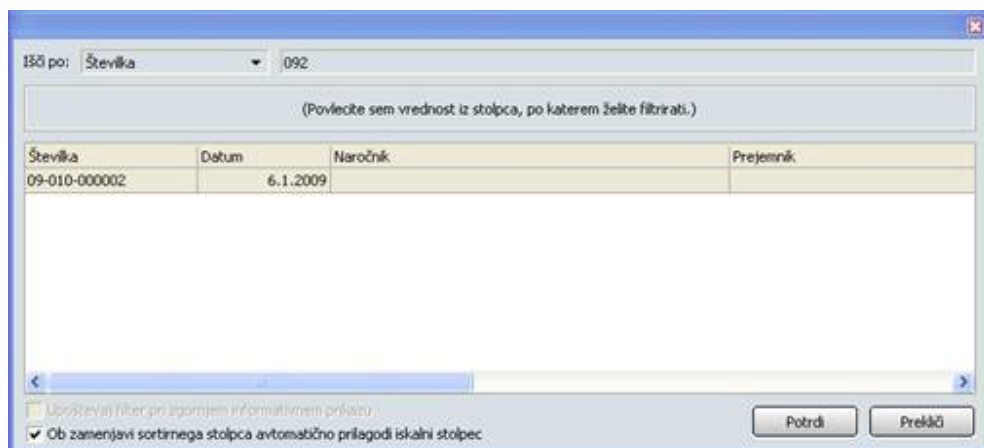 Išči po: Številka 092
(Povlecite sem vrednost iz stolpca, po katerem želite filtrirati.)
Številka Datum Naročnik Prejemnik
09-010-000002 6.1.2009
Upoštevaj filter pri zgornjem informativnem prikazu
Ob zamenjavi sortirnega stolpca avtomatično prilagodi iskalni stolpec
Potrdi Prekliči